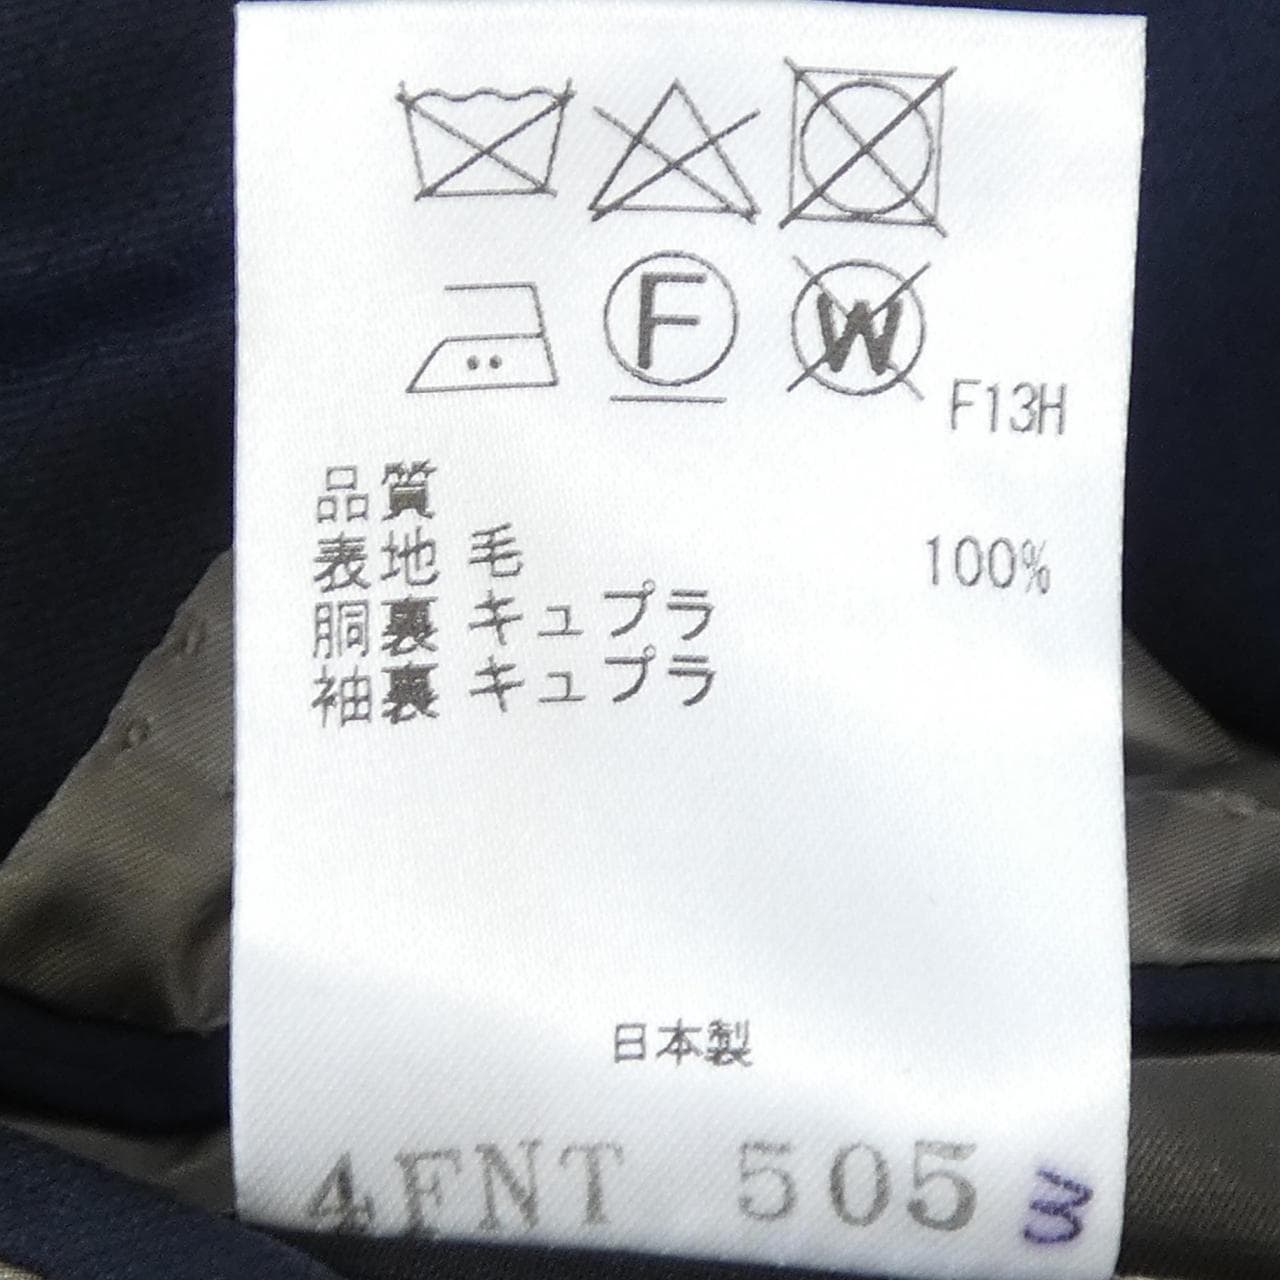 F W
F13H
品質
表地 毛 100%
胴裏 キュプラ
袖裏 キュプラ
日本製
4FNT 505 3